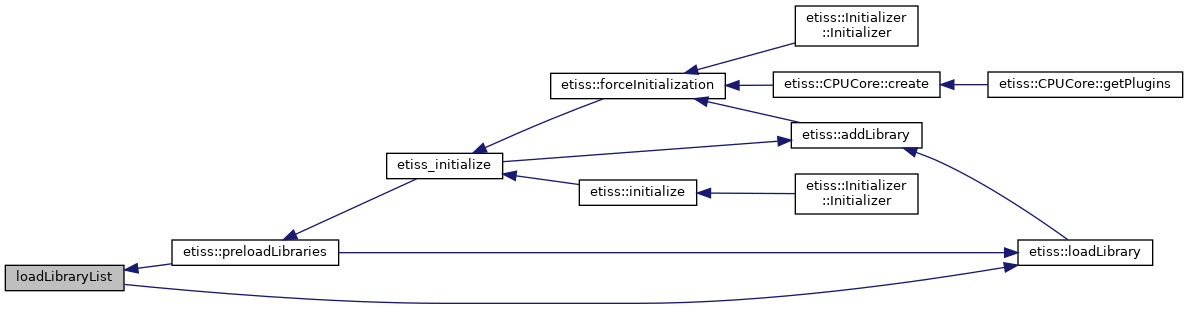 etiss::Initializer
::Initializer
etiss::forceInitialization
etiss::CPUCore::create
etiss::CPUCore::getPlugins
etiss::addLibrary
etiss_initialize
etiss::initialize
etiss::Initializer
::Initializer
etiss::preloadLibraries
etiss::loadLibrary
loadLibraryList